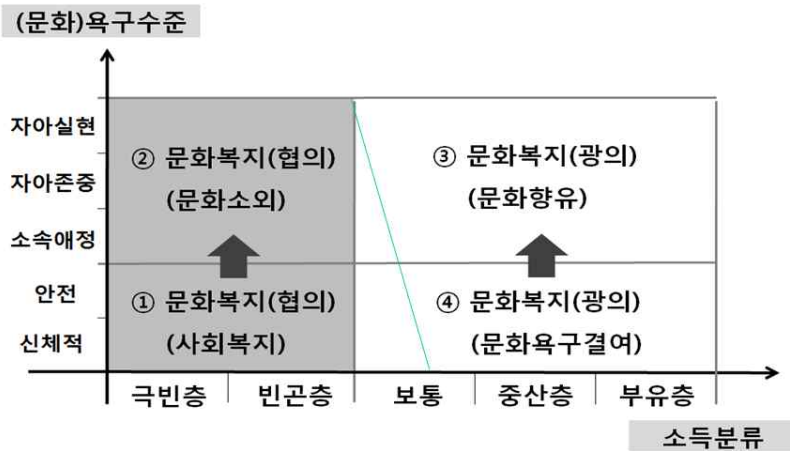 (문화)욕구수준
자아실현
자아존중
소속애정
안전
신체적
② 문화복지(협의)
(문화소외)
③ 문화복지(광의)
(문화향유)
① 문화복지(협의)
(사회복지)
④ 문화복지(광의)
(문화욕구결여)
극빈층 빈곤층 보통 중산층 부유층
소득분류